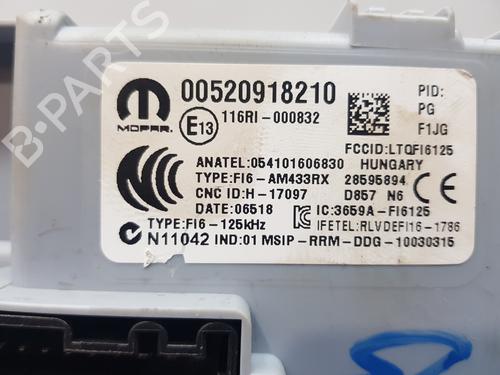 MOPAR.
00520918210
E13
116RI-000832
PID:
PG
F1JG
FCCID:LTQFI6125
ANATEL:054101606830
HUNGARY
TYPE:FI6-AM433RX
28595894
CNC ID:H-17097
D857 N6
CE
DATE:06518
IC:3659A-FI6125
TYPE:FI6-125kHz
IFETEL:RLVDEFI16-1786
N11042 IND:01 MSIP-RRM-DDG-10030315
B-PARTS